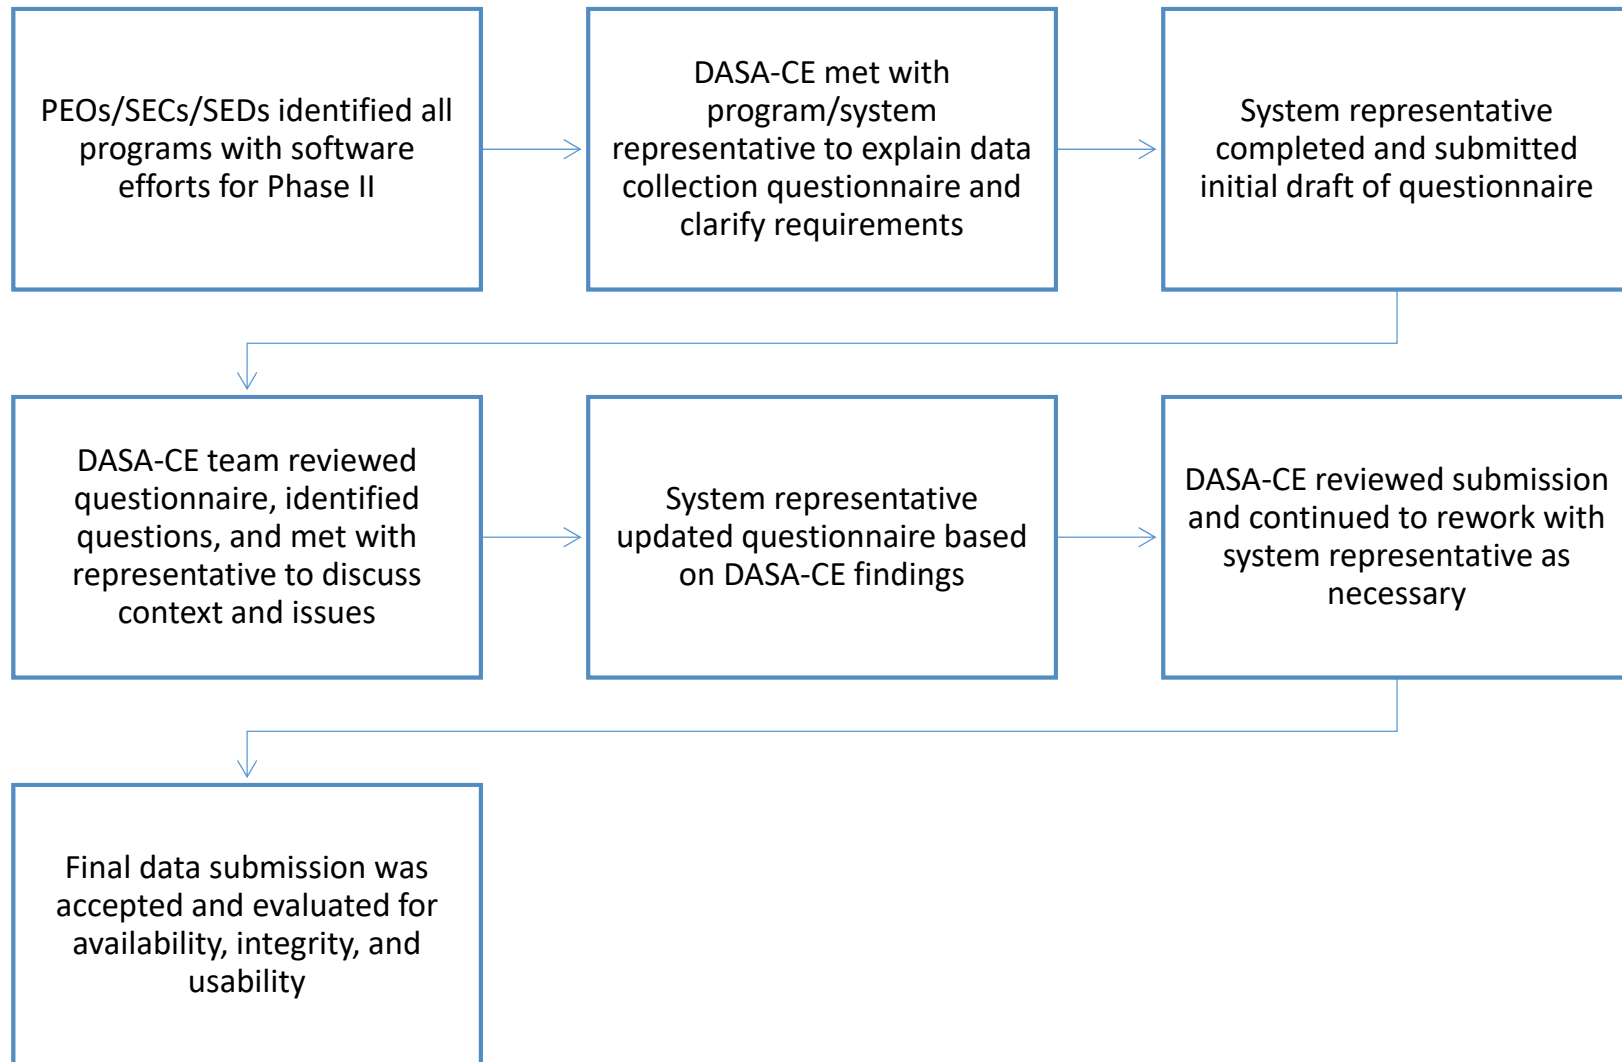 PEOs/SECs/SEDs identified all
programs with software
efforts for Phase II
DASA-CE met with
program/system
representative to explain data
collection questionnaire and
clarify requirements
System representative
completed and submitted
initial draft of questionnaire
DASA-CE team reviewed
questionnaire, identified
questions, and met with
representative to discuss
context and issues
System representative
updated questionnaire based
on DASA-CE findings
DASA-CE reviewed submission
and continued to rework with
system representative as
necessary
Final data submission was
accepted and evaluated for
availability, integrity, and
usability